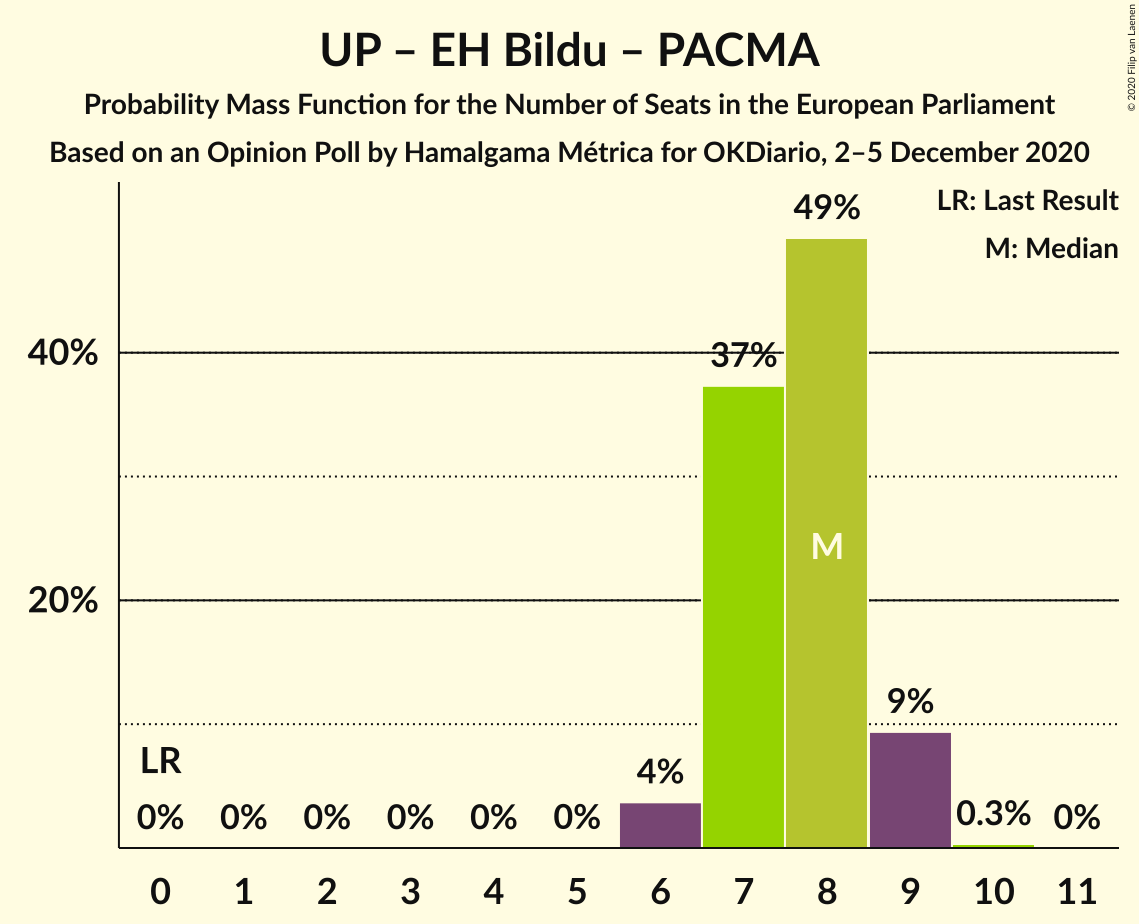 UP – EH Bildu – PACMA
Probability Mass Function for the Number of Seats in the European Parliament
Based on an Opinion Poll by Hamalgama Métrica for OKDiario, 2–5 December 2020
© 2020 Filip van Laenen
LR: Last Result
M: Median
49%
40%
37%
M
20%
9%
LR
4%
0% 0% 0% 0% 0% 0% 0.3% 0%
0 1 2 3 4 5 6 7 8 9 10 11